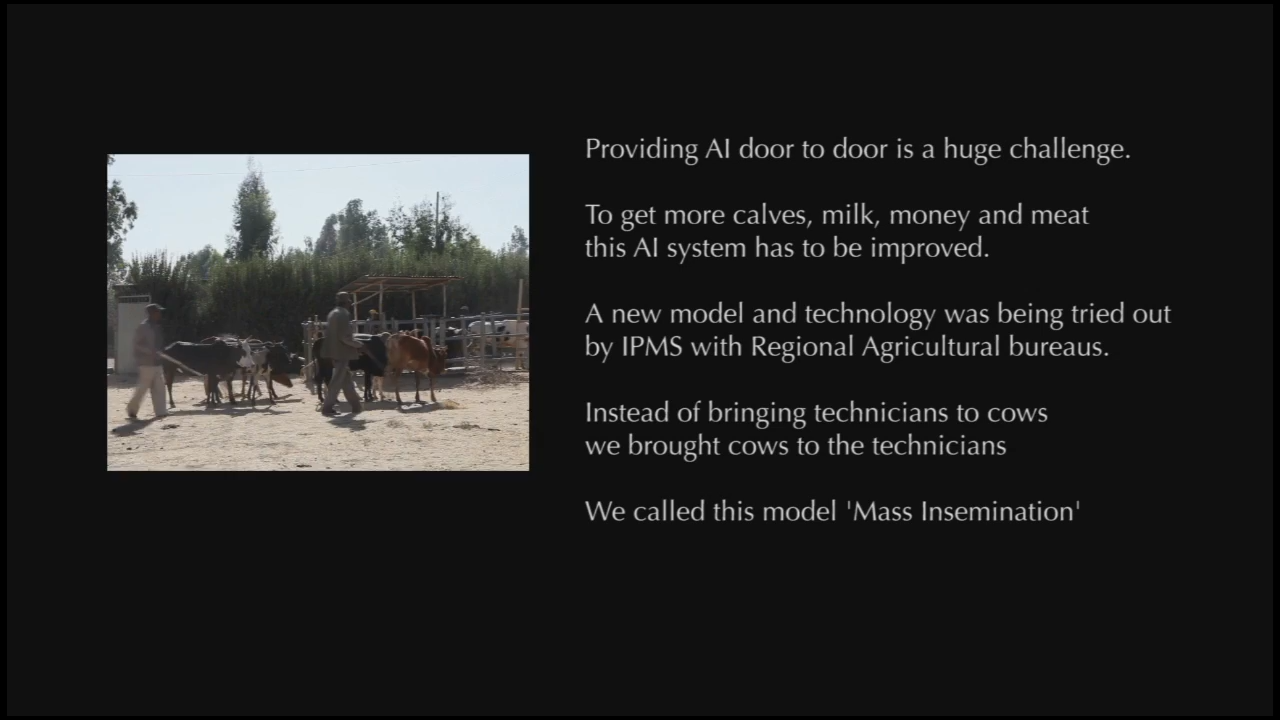 Providing AI door to door is a huge challenge.
To get more calves, milk, money and meat
this AI system has to be improved.
A new model and technology was being tried out
by IPMS with Regional Agricultural bureaus.
Instead of bringing technicians to cows
we brought cows to the technicians
We called this model 'Mass Insemination'